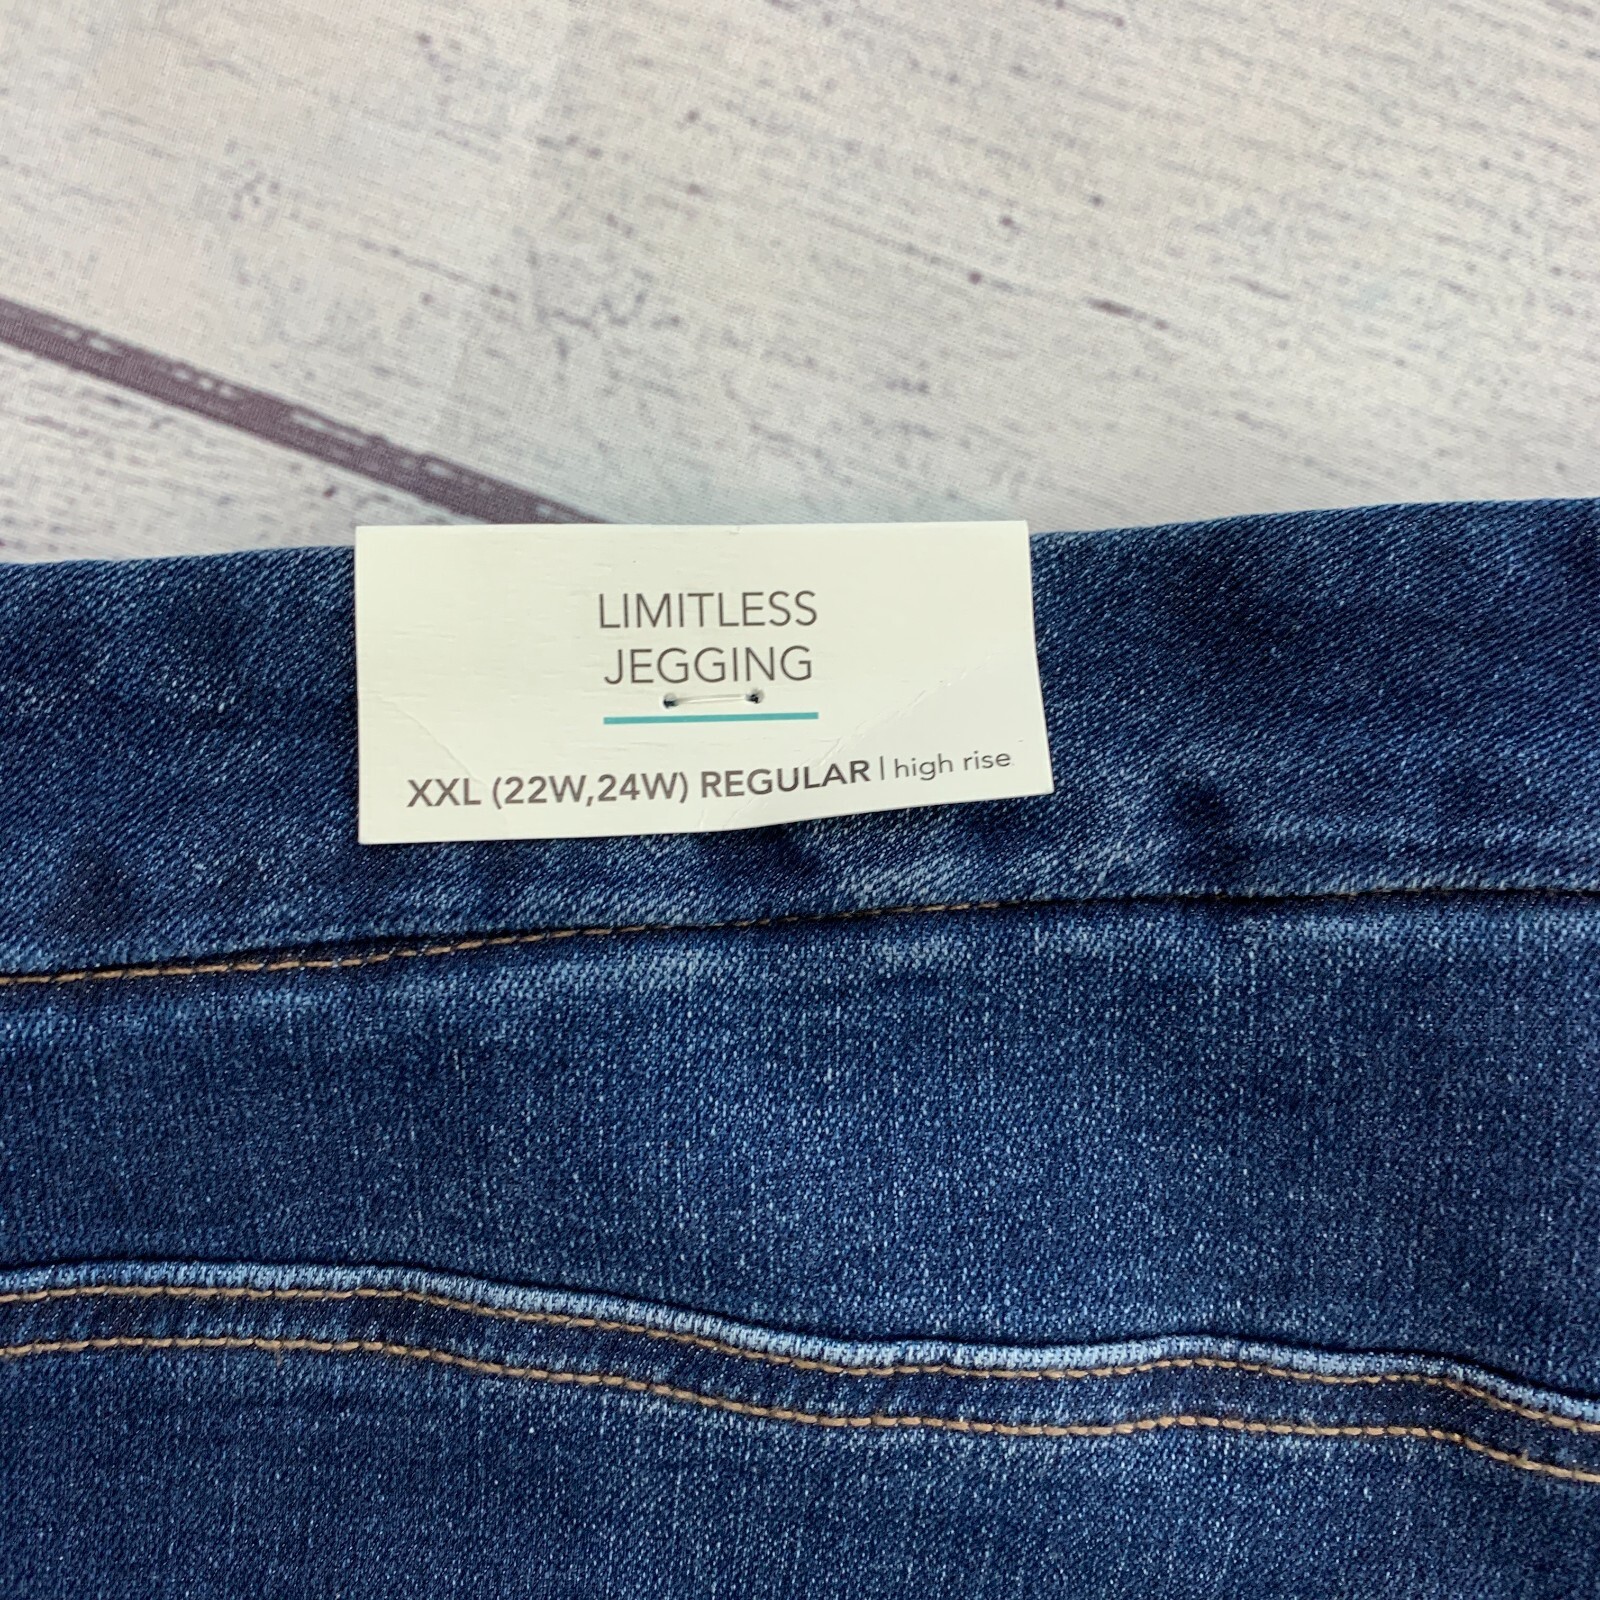 LIMITLESS
JEGGING
XXL (22W,24W) REGULAR | high rise